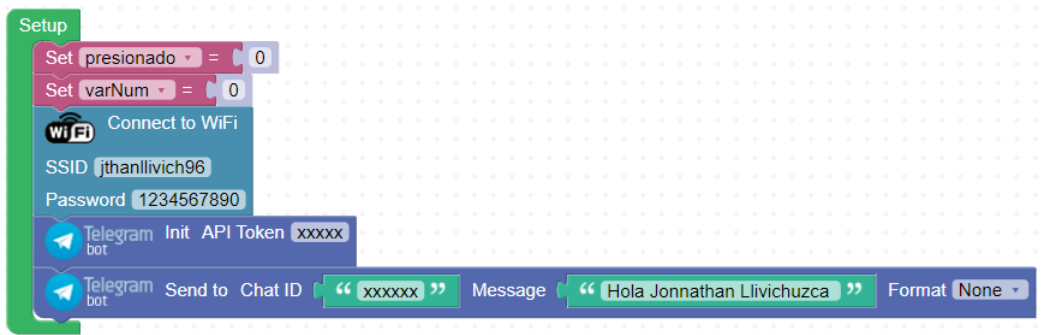 Setup
Set presionado = 0
Set varNum = 0
WiFi Connect to WiFi
SSID jthanllivich96
Password 1234567890
Telegram bot Init API Token xxxxx
Telegram bot Send to Chat ID “ xxxxxx ” Message “ Hola Jonnathan Llivichuzca ” Format None